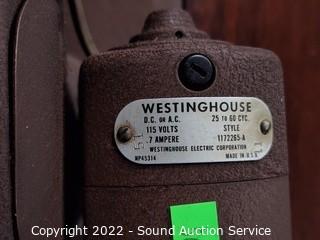 WESTINGHOUSE
D.C. OR A.C. 25 TO 60 CYC.
115 VOLTS STYLE
.7 AMPERE 1172265-A
WESTINGHOUSE ELECTRIC CORPORATION
NP45314 MADE IN U.S.A.
Copyright 2022 - Sound Auction Service